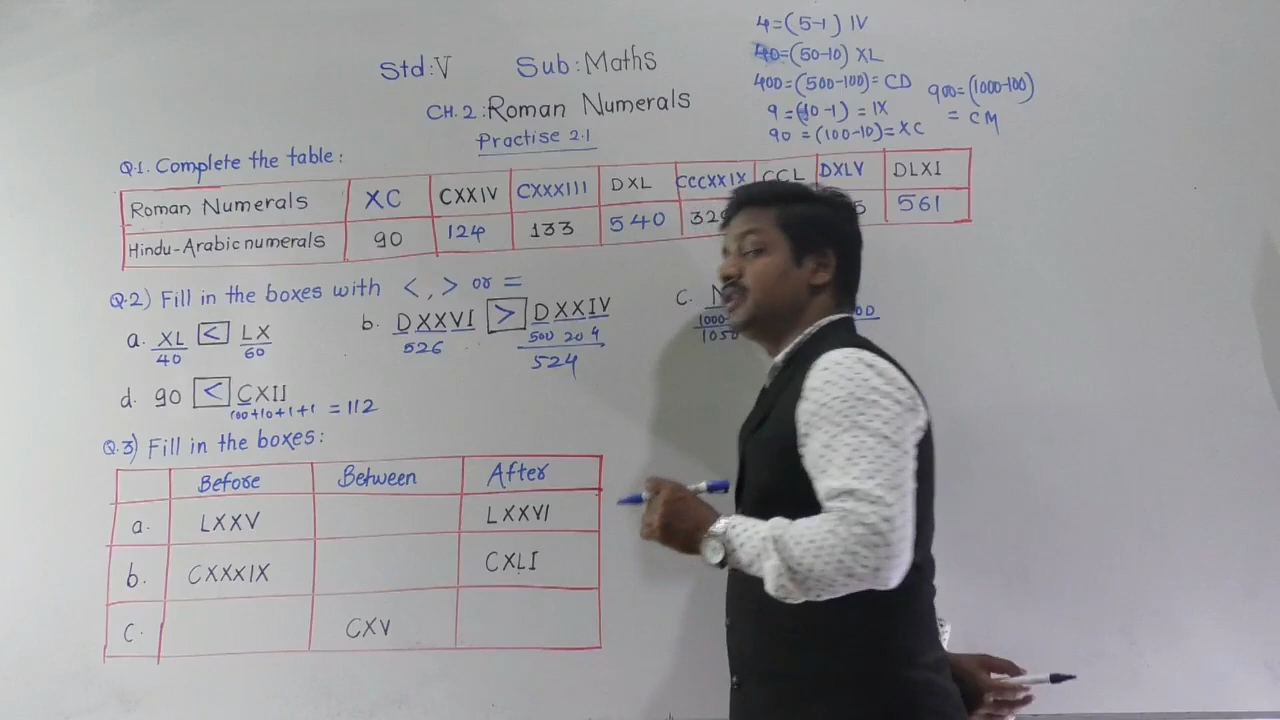 4=(5-1) IV
Std:V Sub:Maths
40=(50-10) XL
400=(500-100)= CD
900=(1000-100)
= CM
CH.2:Roman Numerals
9=(10-1) = IX
Practise 2.1
90 =(100-10)=XC
Q.1. Complete the table:
Roman Numerals XC CXXIV CXXXIII DXL CCCXXIX CCL DXLV DLXI
Hindu-Arabic numerals 90 124 133 540 561
Q.2) Fill in the boxes with <, > or =
a. XL < LX
40 60
b. DXXVI > DXXIV
526 500 20 4
524
C.
1050
d. 90 < CXII
100+10+1+1 = 112
Q.3) Fill in the boxes:
Before Between After
a. LXXV LXXVI
b. CXXXIX CXLI
C. CXV